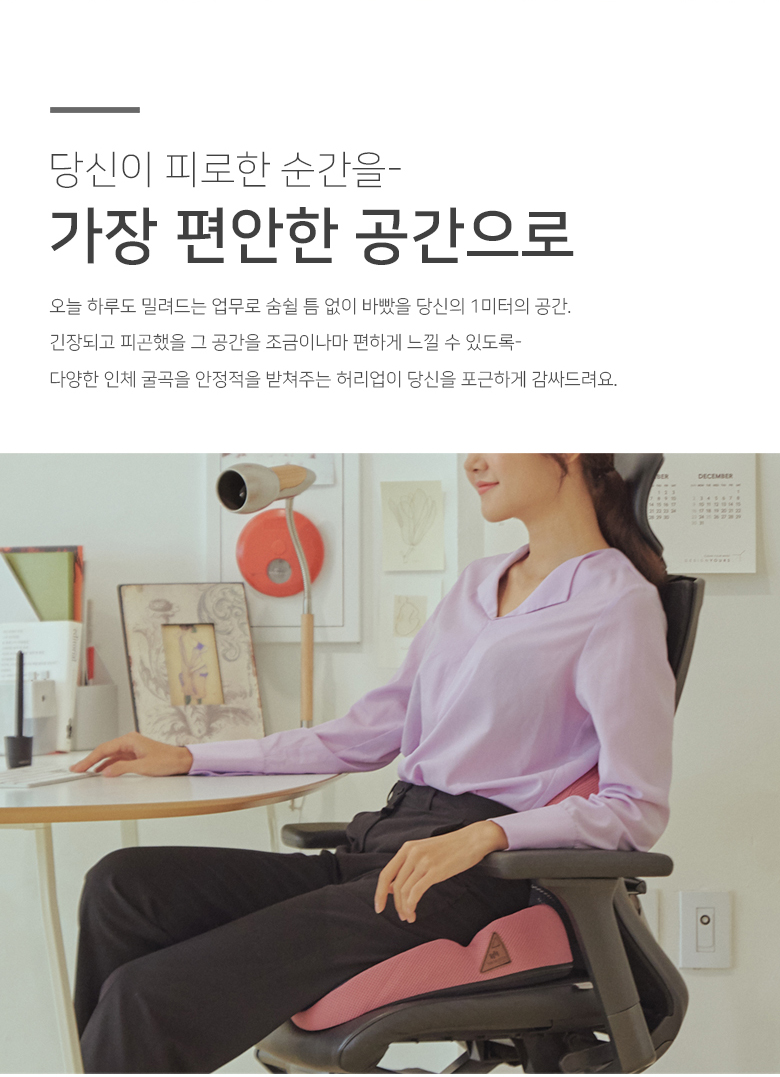 당신이 피로한 순간을-
가장 편안한 공간으로
오늘 하루도 밀려드는 업무로 숨쉴 틈 없이 바빴을 당신의 1미터의 공간.
긴장되고 피곤했을 그 공간을 조금이나마 편하게 느낄 수 있도록-
다양한 인체 굴곡을 안정적을 받쳐주는 허리업이 당신을 포근하게 감싸드려요.
DECEMBER